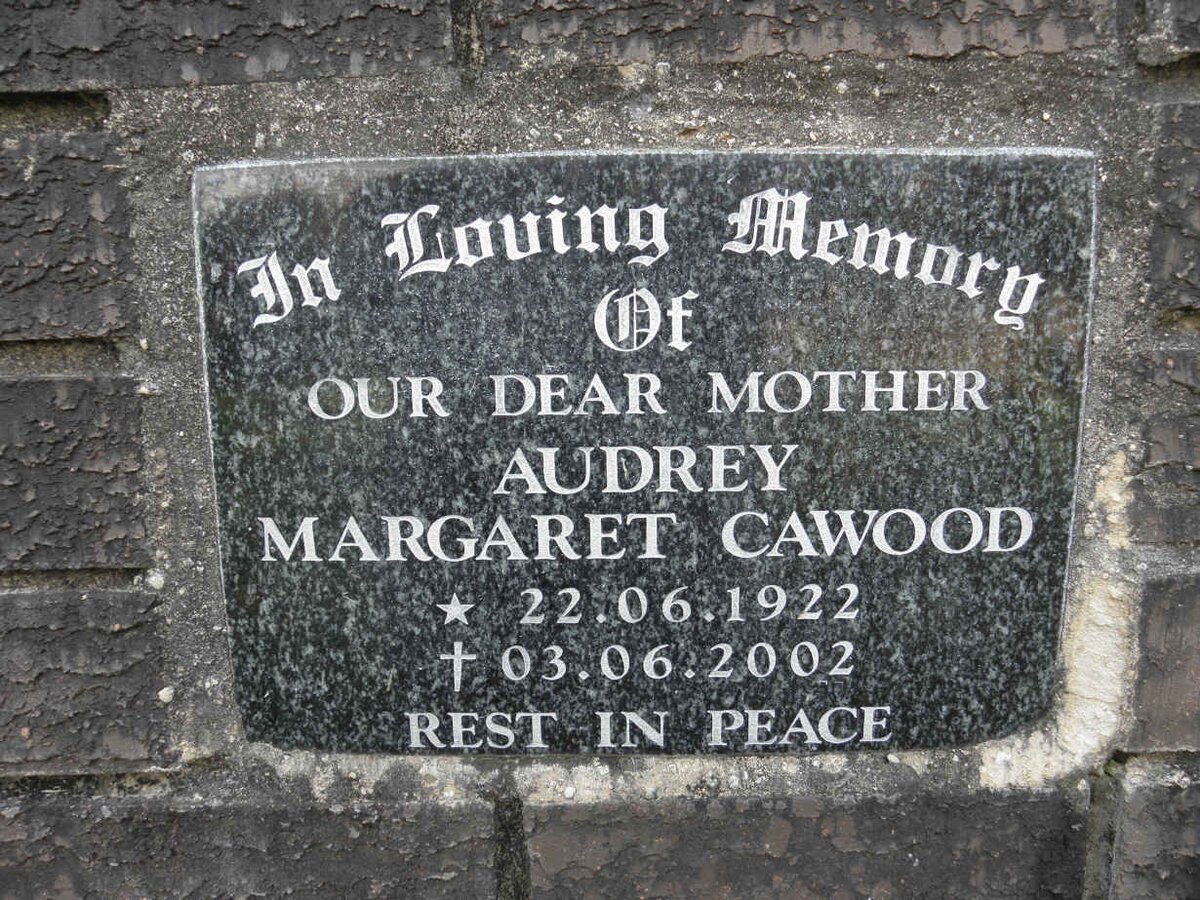 In Loving Memory
Of
OUR DEAR MOTHER
AUDREY
MARGARET CAWOOD
★ 22.06.1922
✝ 03.06.2002
REST IN PEACE